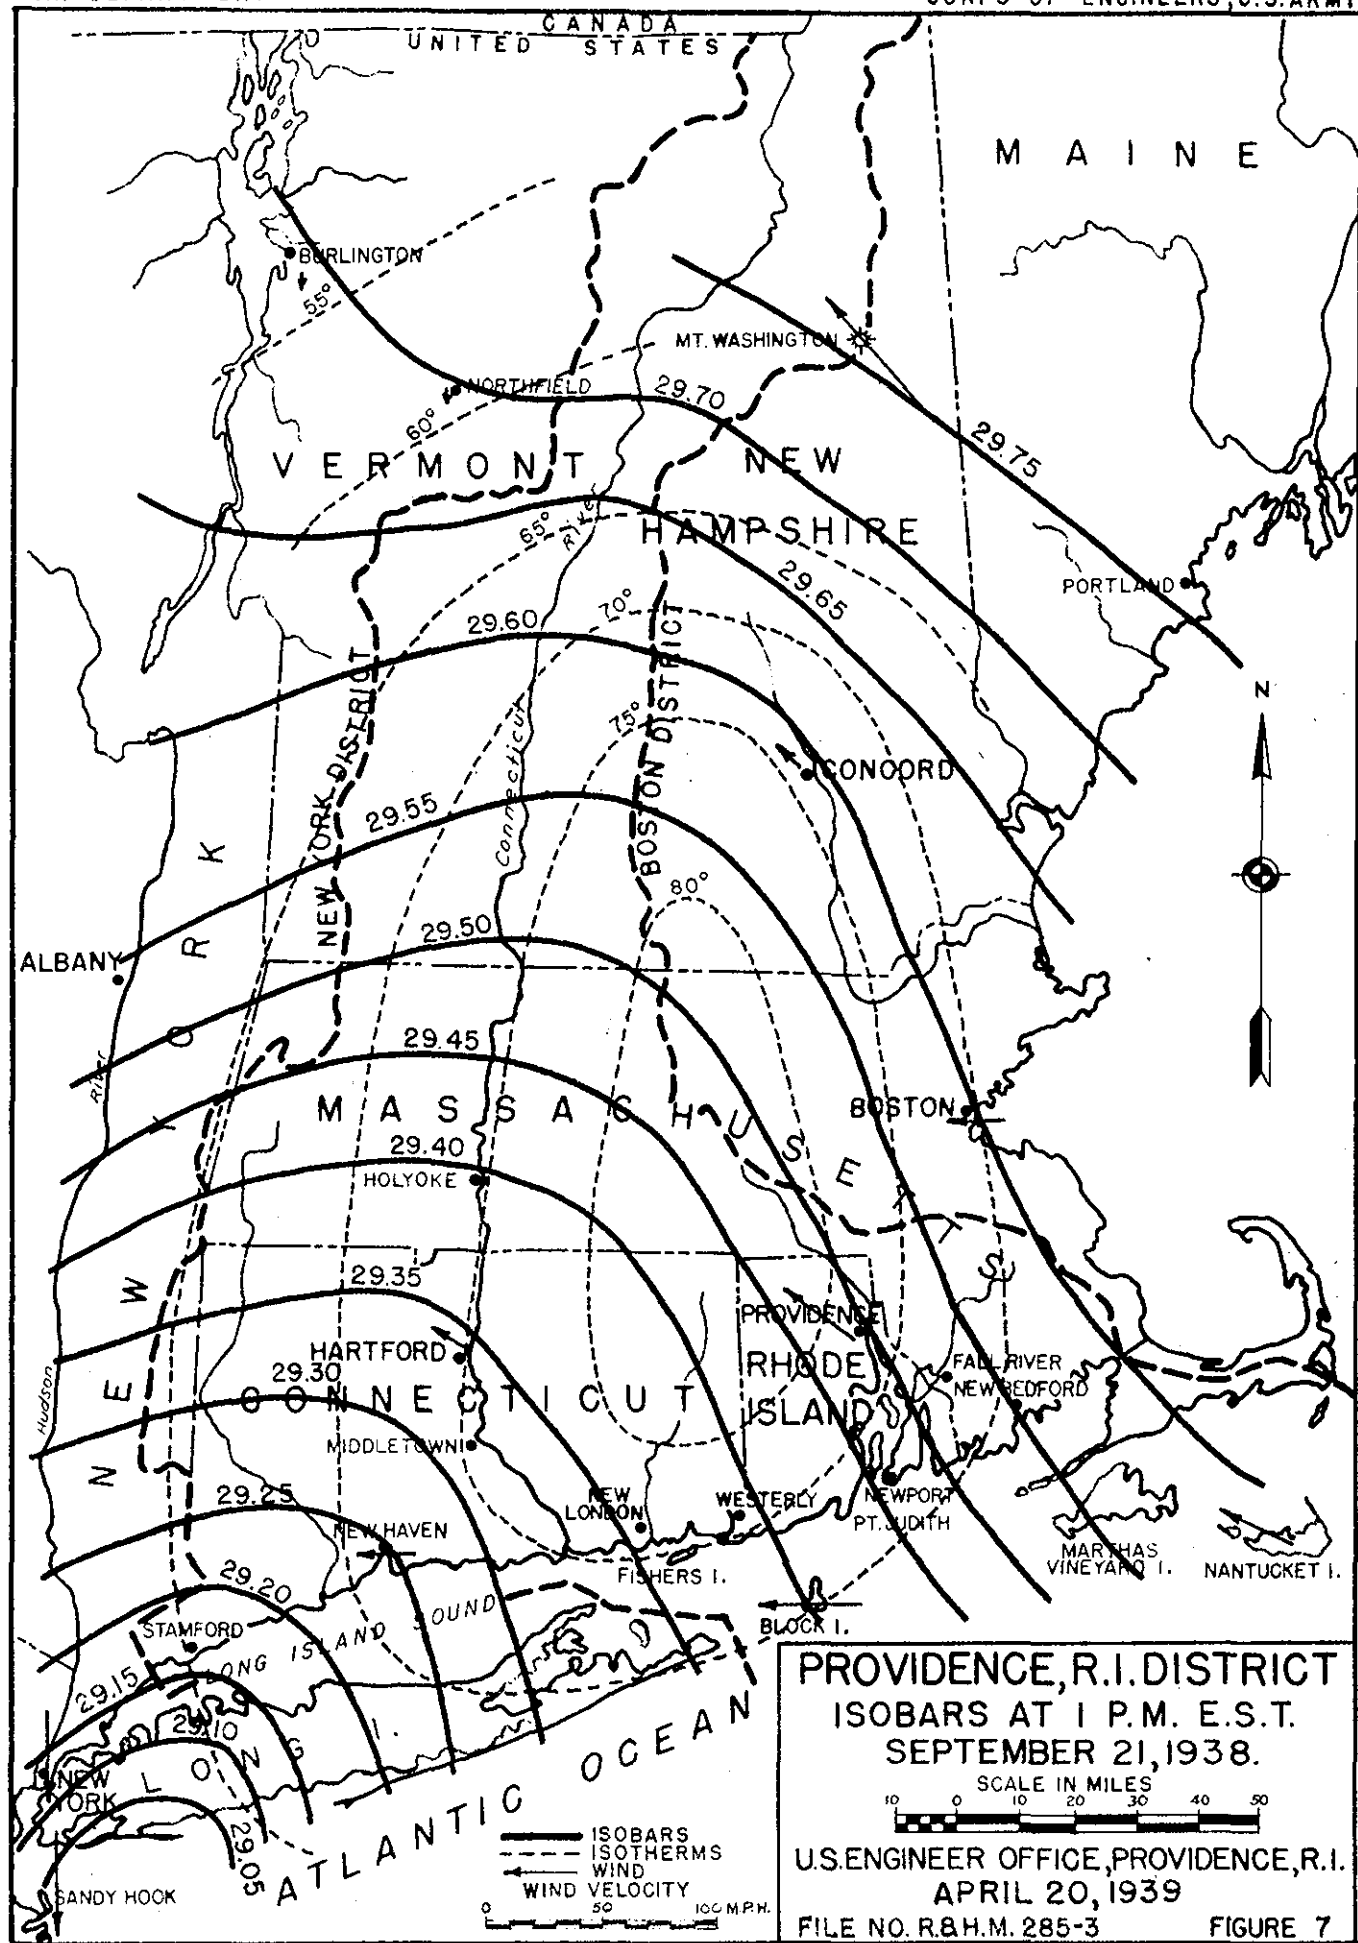 CORPS OF ENGINEERS, U.S. ARMY
CANADA
UNITED STATES
MAINE
BURLINGTON
55°
MT. WASHINGTON
NORTHFIELD
29.70
60°
29.75
VERMONT
NEW
HAMPSHIRE
River
65°
29.65
PORTLAND
70°
29.60
NEW YORK DISTRICT
BOSTON DISTRICT
75°
N
Connecticut
CONCORD
29.55
80°
29.50
ALBANY
29.45
River
MASSACHUSETTS
BOSTON
29.40
HOLYOKE
29.35
NEW YORK
PROVIDENCE
HARTFORD
RHODE
ISLAND
FALL RIVER
NEW BEDFORD
29.30
CONNECTICUT
Hudson
MIDDLETOWN
29.25
NEW
LONDON
WESTERLY
NEWPORT
PT. JUDITH
NEW HAVEN
MARTHAS
VINEYARD I.
NANTUCKET I.
FISHERS I.
29.20
BLOCK I.
STAMFORD
LONG ISLAND SOUND
29.15
29.10
LONG
NEW
YORK
29.05
ATLANTIC OCEAN
SANDY HOOK
ISOBARS
ISOTHERMS
WIND
WIND VELOCITY
0 50 100 M.P.H.
PROVIDENCE, R.I. DISTRICT
ISOBARS AT 1 P.M. E.S.T.
SEPTEMBER 21, 1938.
SCALE IN MILES
10 0 10 20 30 40 50
U.S. ENGINEER OFFICE, PROVIDENCE, R.I.
APRIL 20, 1939
FILE NO. R.&H.M. 285-3 FIGURE 7